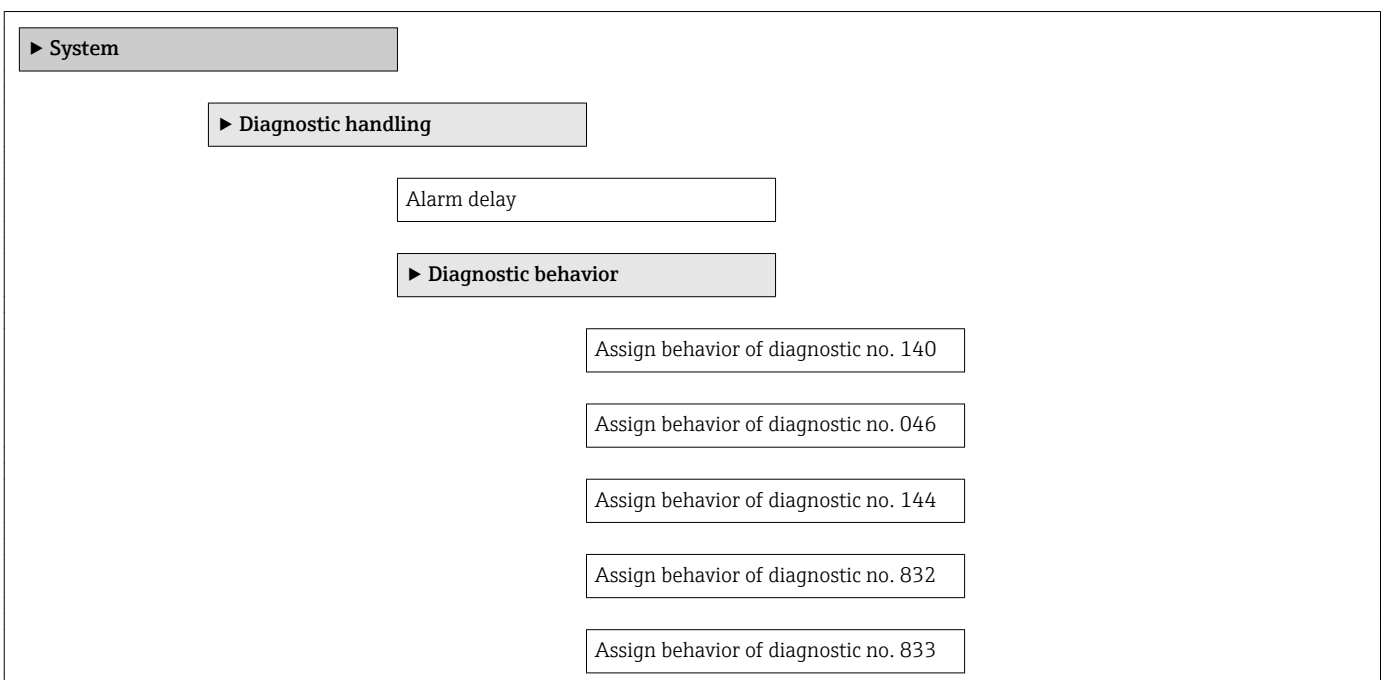 ▶ System
▶ Diagnostic handling
Alarm delay
▶ Diagnostic behavior
Assign behavior of diagnostic no. 140
Assign behavior of diagnostic no. 046
Assign behavior of diagnostic no. 144
Assign behavior of diagnostic no. 832
Assign behavior of diagnostic no. 833